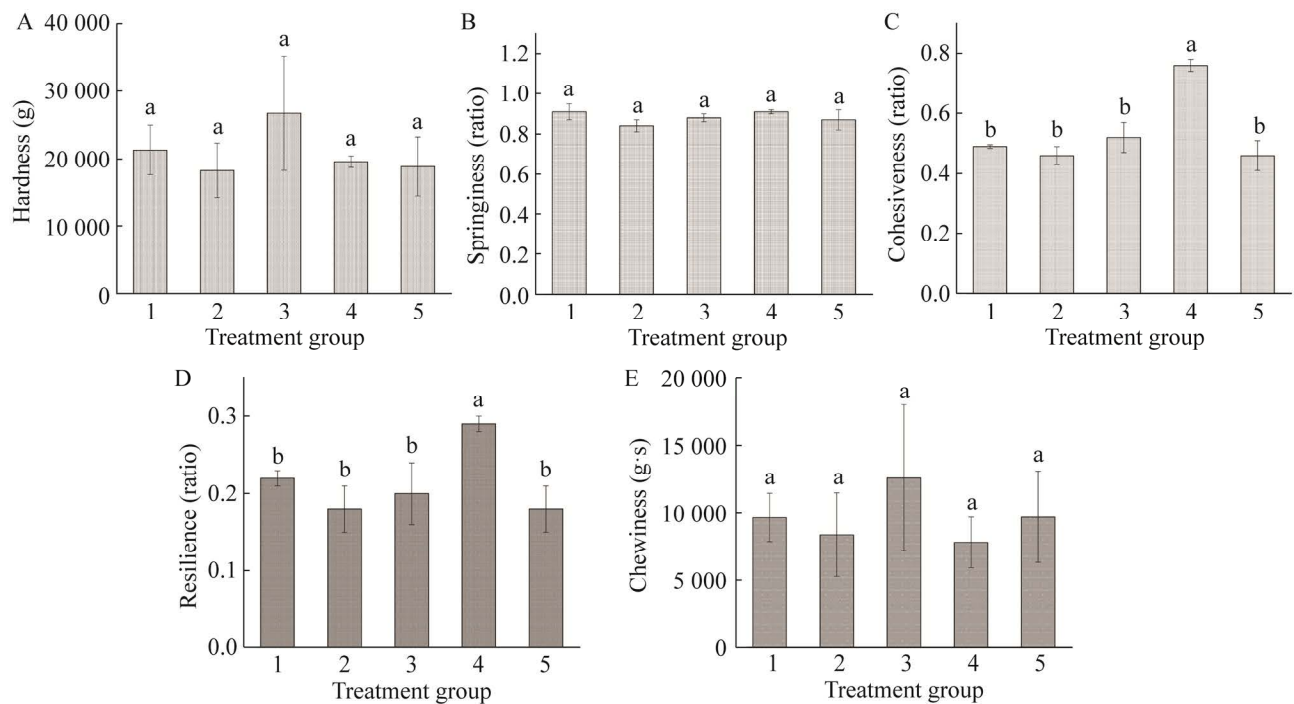 A
Hardness (g)
40 000
30 000
20 000
10 000
0
a
a
a
a
a
1 2 3 4 5
Treatment group
B
Springiness (ratio)
1.2
1.0
0.8
0.6
0.4
0.2
0.0
a
a
a
a
a
1 2 3 4 5
Treatment group
C
Cohesiveness (ratio)
0.8
0.6
0.4
0.2
0.0
b
b
b
a
b
1 2 3 4 5
Treatment group
D
Resilience (ratio)
0.3
0.2
0.1
0.0
b
b
b
a
b
1 2 3 4 5
Treatment group
E
Chewiness (g·s)
20 000
15 000
10 000
5 000
0
a
a
a
a
a
1 2 3 4 5
Treatment group